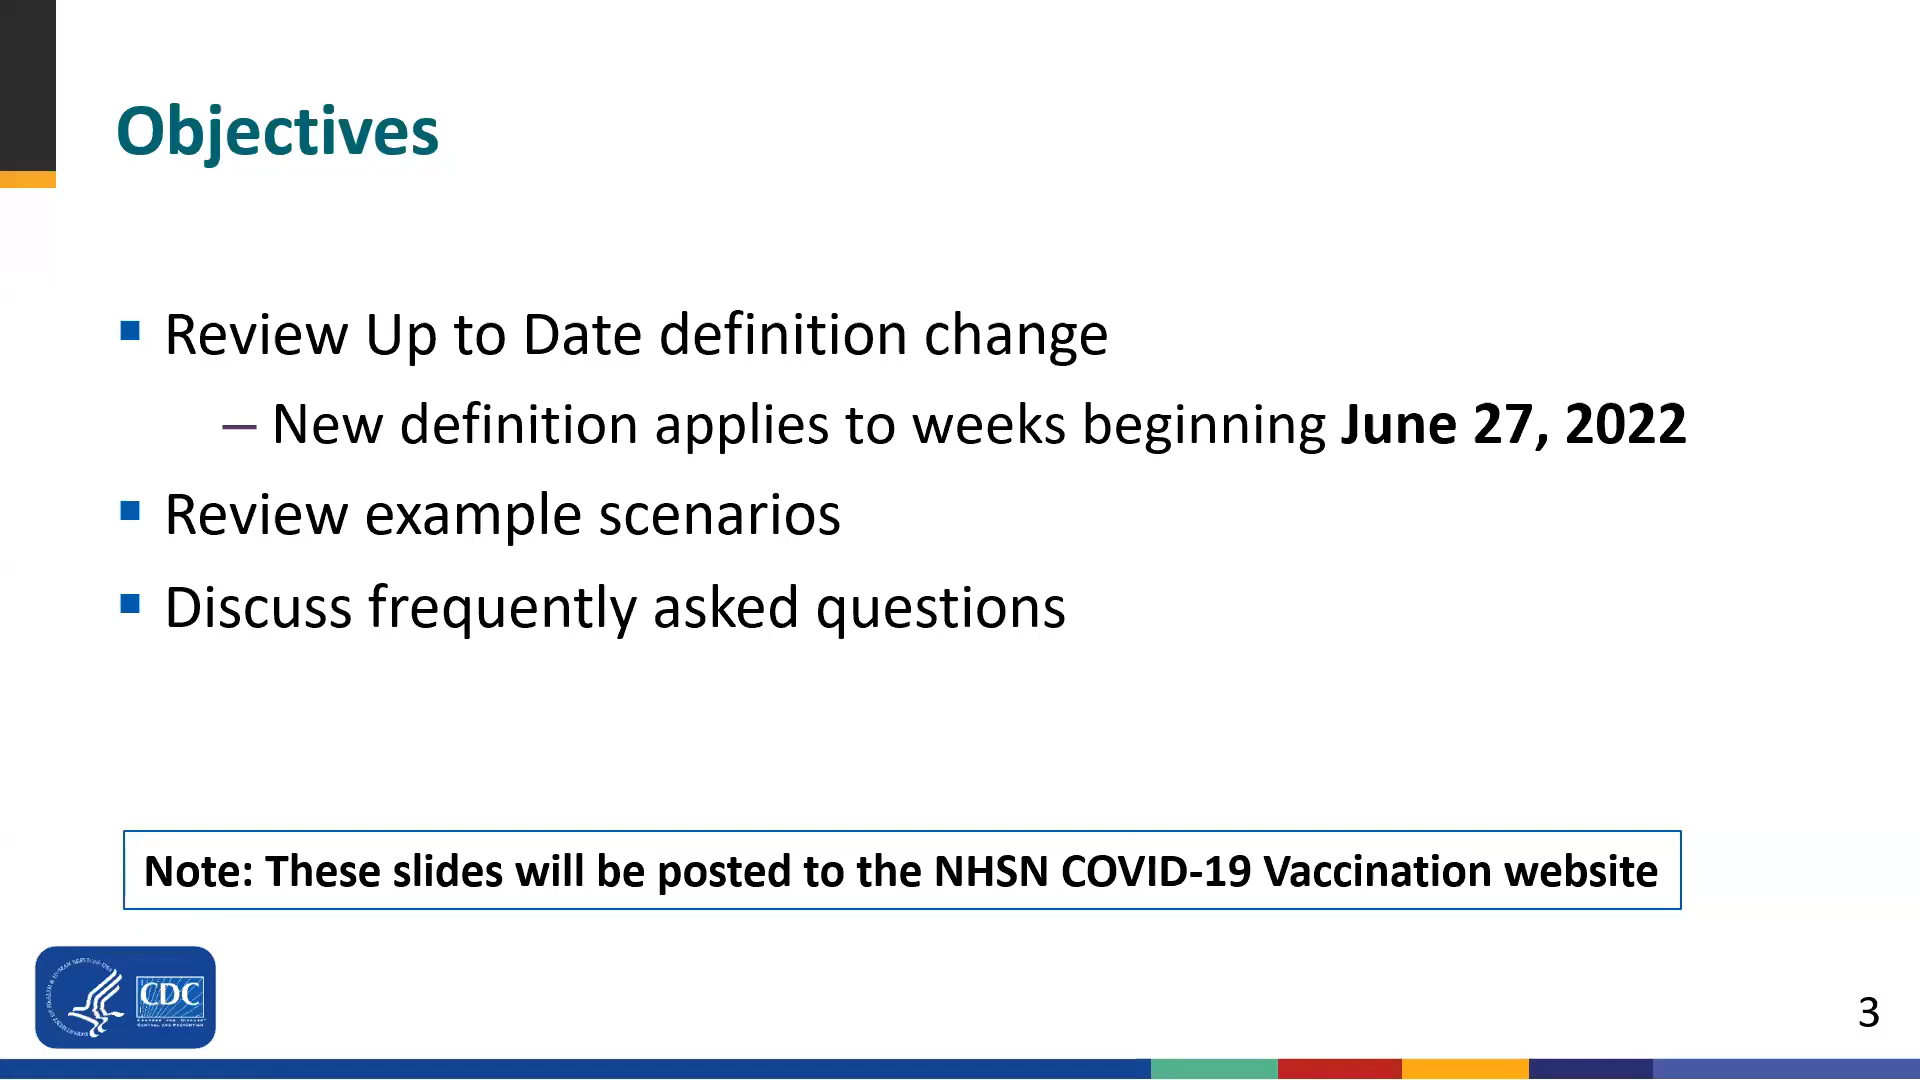 Objectives
▪ Review Up to Date definition change
– New definition applies to weeks beginning June 27, 2022
▪ Review example scenarios
▪ Discuss frequently asked questions
Note: These slides will be posted to the NHSN COVID-19 Vaccination website
CDC
3